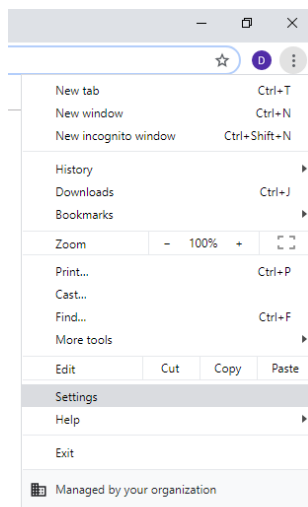 D
New tab Ctrl+T
New window Ctrl+N
New incognito window Ctrl+Shift+N
History
Downloads Ctrl+J
Bookmarks
Zoom - 100% +
Print... Ctrl+P
Cast...
Find... Ctrl+F
More tools
Edit Cut Copy Paste
Settings
Help
Exit
Managed by your organization